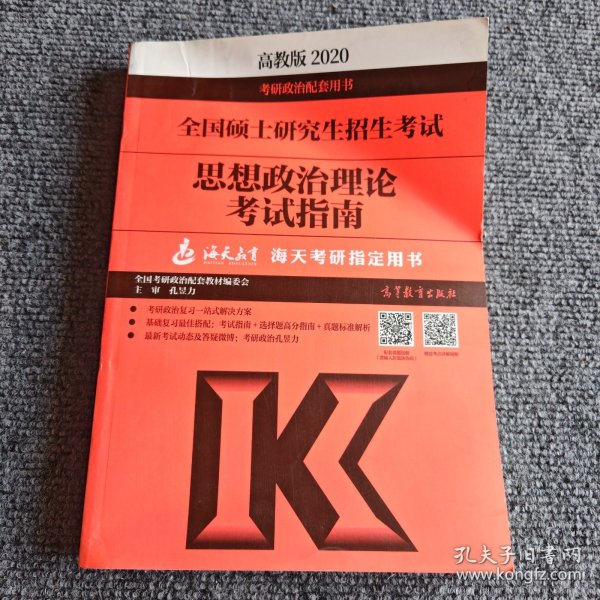 高教版 2020
考研政治配套用书
全国硕士研究生招生考试
思想政治理论
考试指南
海天教育 海天考研指定用书
全国考研政治配套教材编委会
主 审 孔昱力
高等教育出版社
● 考研政治复习一站式解决方案
● 基础复习最佳搭配：考试指南+选择题高分指南+真题标准解析
● 最新考试动态及答疑微博：考研政治孔昱力
孔夫子旧书网
www.kongfz.com